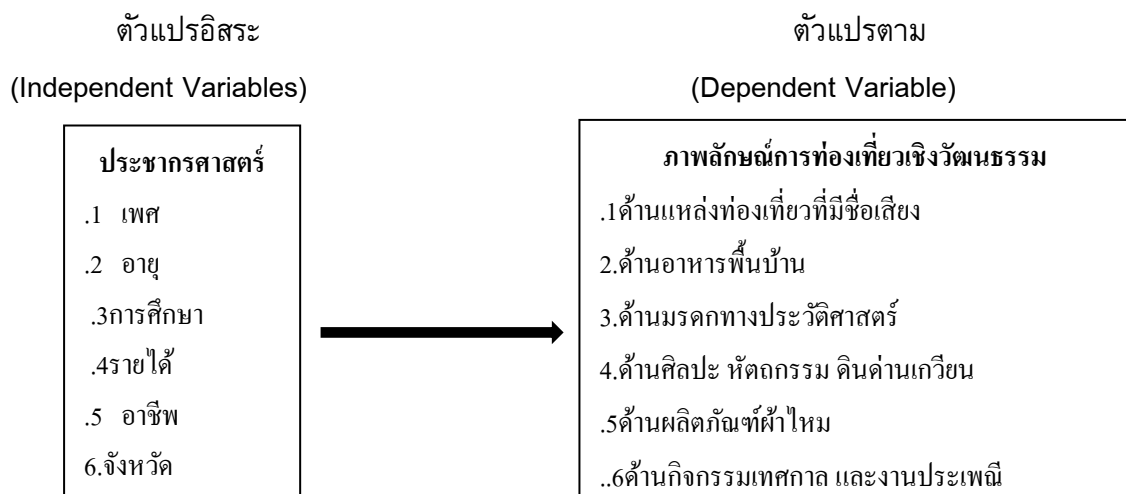 ตัวแปรอิสระ
(Independent Variables)
ประชากรศาสตร์
.1 เพศ
.2 อายุ
.3การศึกษา
.4รายได้
.5 อาชีพ
6.จังหวัด
ตัวแปรตาม
(Dependent Variable)
ภาพลักษณ์การท่องเที่ยวเชิงวัฒนธรรม
.1ด้านแหล่งท่องเที่ยวที่มีชื่อเสียง
2.ด้านอาหารพื้นบ้าน
3.ด้านมรดกทางประวัติศาสตร์
4.ด้านศิลปะ หัตถกรรม ดินด่านเกวียน
.5ด้านผลิตภัณฑ์ผ้าไหม
..6ด้านกิจกรรมเทศกาล และงานประเพณี